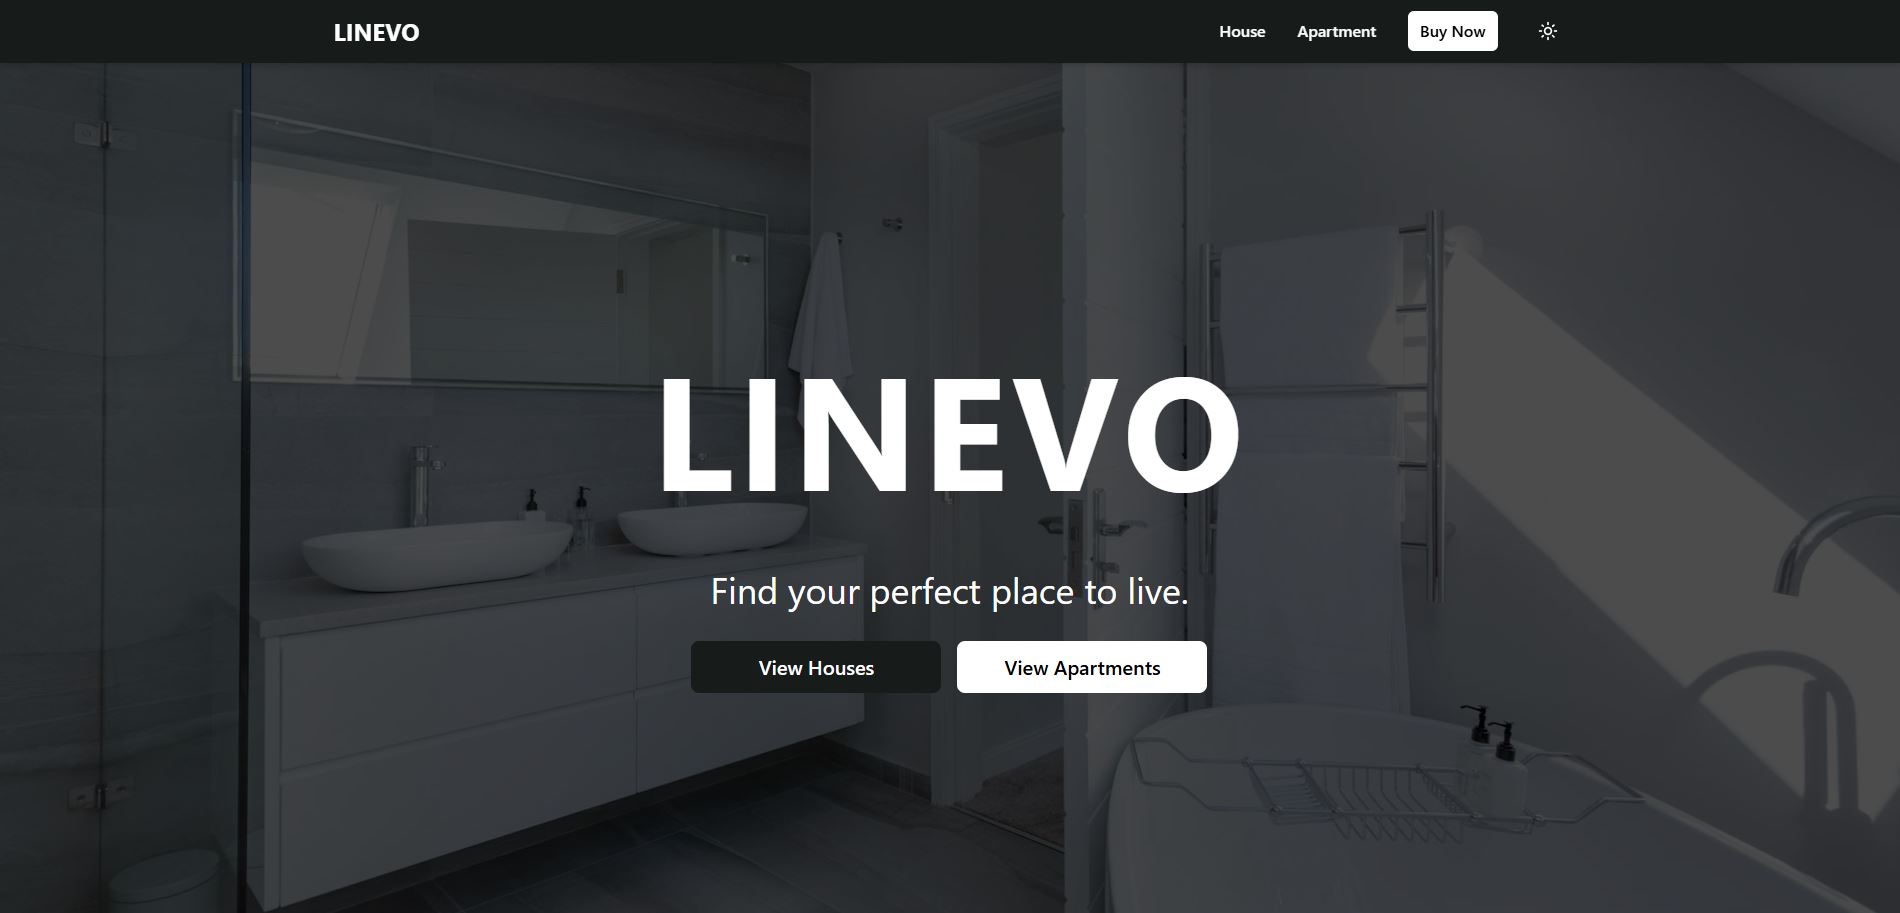 LINEVO
House
Apartment
Buy Now
LINEVO
Find your perfect place to live.
View Houses
View Apartments